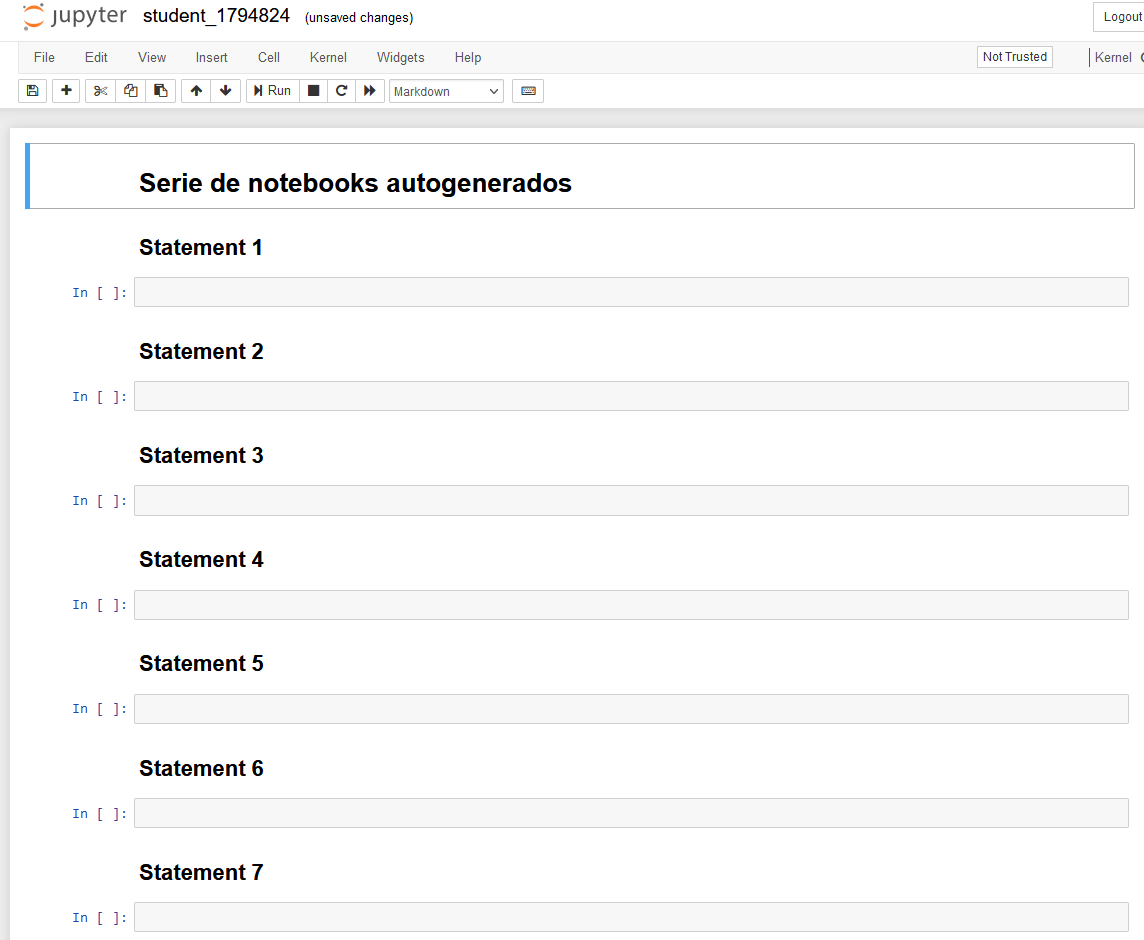 jupyter student_1794824 (unsaved changes) Logout
File Edit View Insert Cell Kernel Widgets Help Not Trusted Kernel
Run Markdown
Serie de notebooks autogenerados
Statement 1
In [ ]:
Statement 2
In [ ]:
Statement 3
In [ ]:
Statement 4
In [ ]:
Statement 5
In [ ]:
Statement 6
In [ ]:
Statement 7
In [ ]: